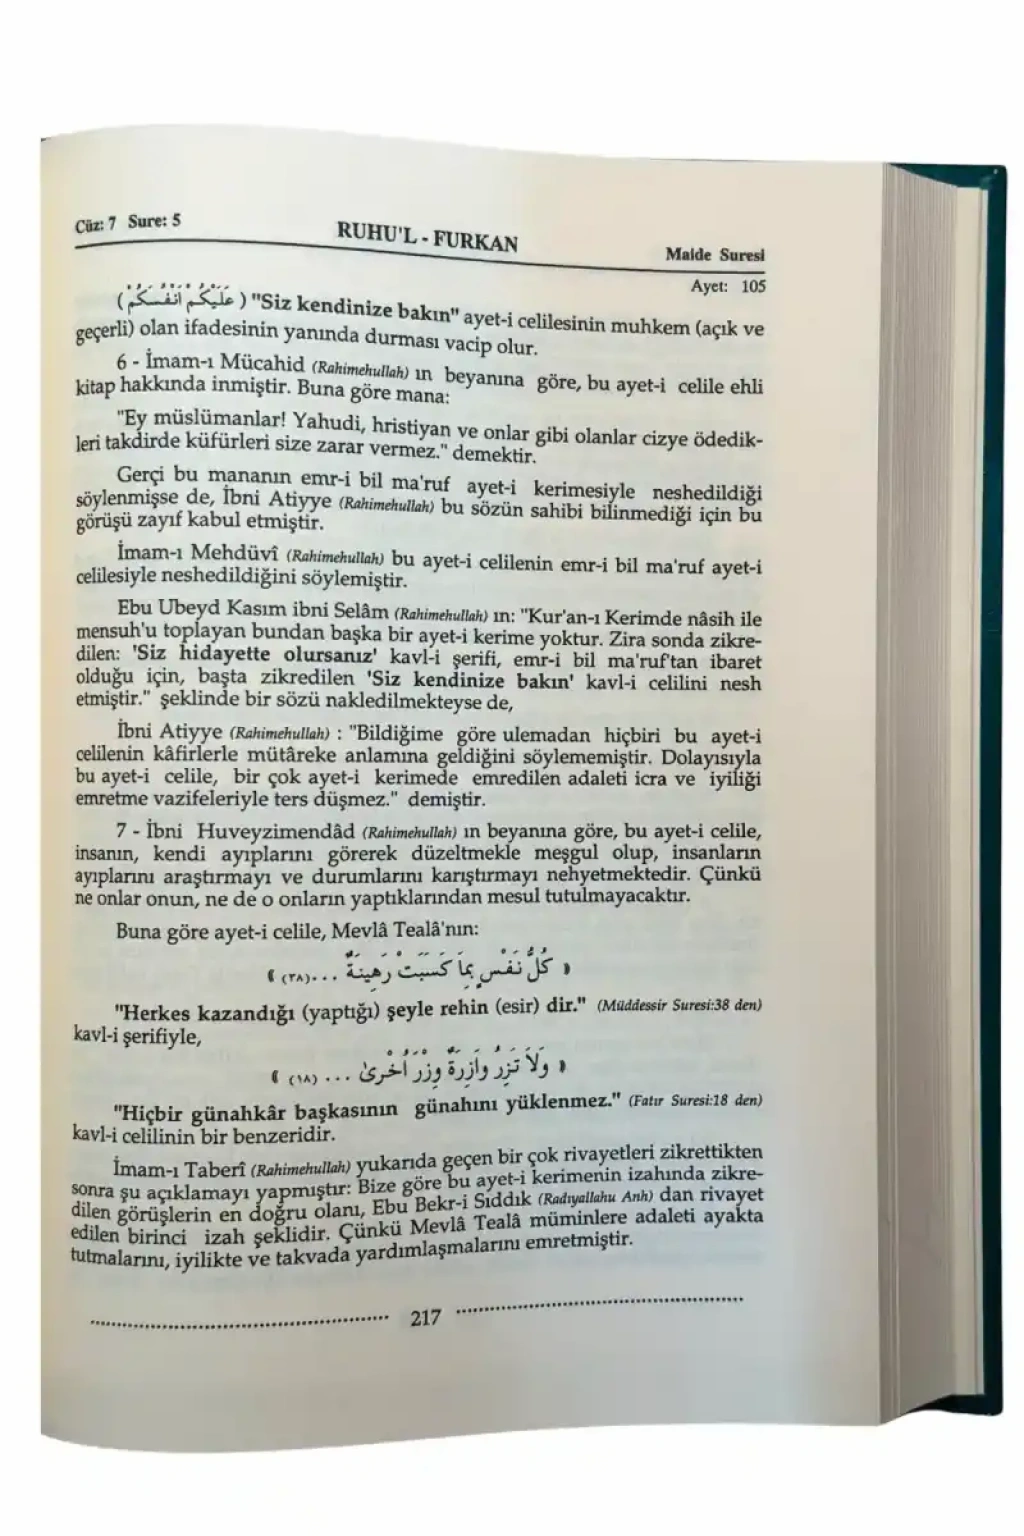 Cüz: 7 Sure: 5
RUHU'L - FURKAN
Maide Suresi
Ayet: 105
( عَلَيْكُمْ اَنْفُسَكُمْ ) "Siz kendinize bakın" ayet-i celilesinin muhkem (açık ve
geçerli) olan ifadesinin yanında durması vacip olur.
6 - İmam-ı Mücahid (Rahimehullah) ın beyanına göre, bu ayet-i celile ehli
kitap hakkında inmiştir. Buna göre mana:
"Ey müslümanlar! Yahudi, hristiyan ve onlar gibi olanlar cizye ödedik-
leri takdirde küfürleri size zarar vermez." demektir.
Gerçi bu mananın emr-i bil ma'ruf ayet-i kerimesiyle neshedildiği
söylenmişse de, İbni Atiyye (Rahimehullah) bu sözün sahibi bilinmediği için bu
görüşü zayıf kabul etmiştir.
İmam-ı Mehdüvî (Rahimehullah) bu ayet-i celilenin emr-i bil ma'ruf ayet-i
celilesiyle neshedildiğini söylemiştir.
Ebu Ubeyd Kasım ibni Selâm (Rahimehullah) ın: "Kur'an-ı Kerimde nâsih ile
mensuh'u toplayan bundan başka bir ayet-i kerime yoktur. Zira sonda zikre-
dilen: 'Siz hidayette olursanız' kavl-i şerifi, emr-i bil ma'ruf'tan ibaret
olduğu için, başta zikredilen 'Siz kendinize bakın' kavl-i celilini nesh
etmiştir." şeklinde bir sözü nakledilmekteyse de,
İbni Atiyye (Rahimehullah) : "Bildiğime göre ulemadan hiçbiri bu ayet-i
celilenin kâfirlerle mütâreke anlamına geldiğini söylememiştir. Dolayısıyla
bu ayet-i celile, bir çok ayet-i kerimede emredilen adaleti icra ve iyiliği
emretme vazifeleriyle ters düşmez." demiştir.
7 - İbni Huveyzimendâd (Rahimehullah) ın beyanına göre, bu ayet-i celile,
insanın, kendi ayıplarını görerek düzeltmekle meşgul olup, insanların
ayıplarını araştırmayı ve durumlarını karıştırmayı nehyetmektedir. Çünkü
ne onlar onun, ne de o onların yaptıklarından mesul tutulmayacaktır.
Buna göre ayet-i celile, Mevlâ Tealâ'nın:
﴿ كُلُّ نَفْسٍ بِمَا كَسَبَتْ رَهِينَةٌ ...(٣٨) ﴾
"Herkes kazandığı (yaptığı) şeyle rehin (esir) dir." (Müddessir Suresi:38 den)
kavl-i şerifiyle,
﴿ وَلَا تَزِرُ وَازِرَةٌ وِزْرَ اُخْرٰى ... (١٨) ﴾
"Hiçbir günahkâr başkasının günahını yüklenmez." (Fatır Suresi:18 den)
kavl-i celilinin bir benzeridir.
İmam-ı Taberî (Rahimehullah) yukarıda geçen bir çok rivayetleri zikrettikten
sonra şu açıklamayı yapmıştır: Bize göre bu ayet-i kerimenin izahında zikre-
dilen görüşlerin en doğru olanı, Ebu Bekr-i Sıddık (Radıyallahu Anh) dan rivayet
edilen birinci izah şeklidir. Çünkü Mevlâ Tealâ müminlere adaleti ayakta
tutmalarını, iyilikte ve takvada yardımlaşmalarını emretmiştir.
217